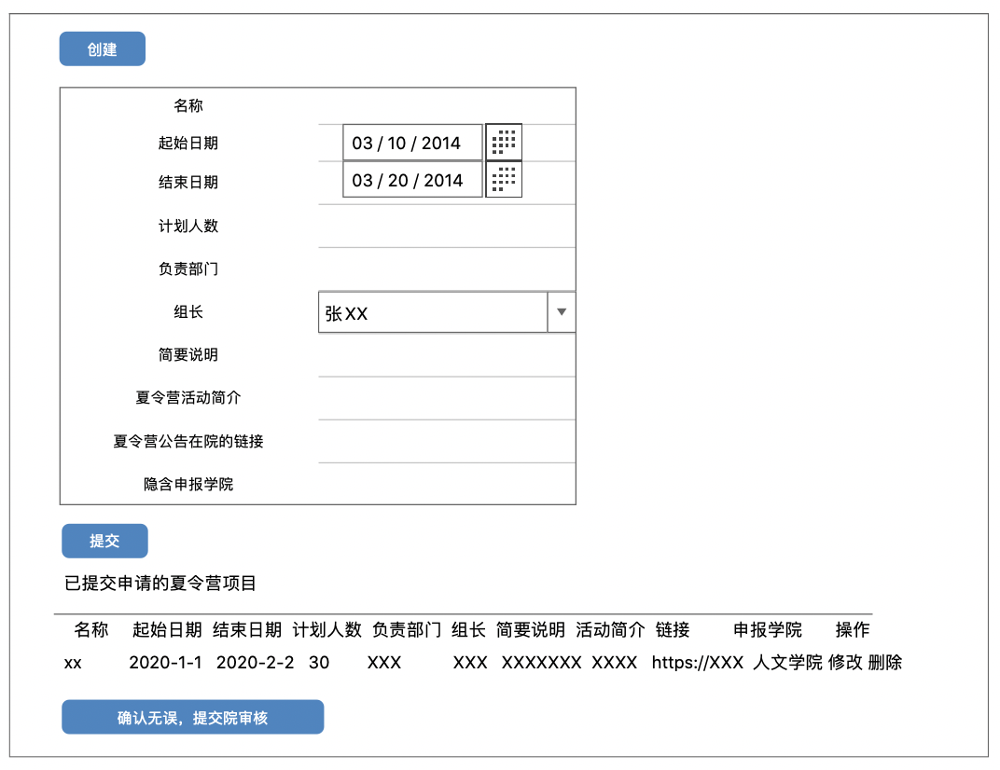 创建
名称
起始日期 03 / 10 / 2014
结束日期 03 / 20 / 2014
计划人数
负责部门
组长 张XX
简要说明
夏令营活动简介
夏令营公告在院的链接
隐含申报学院
提交
已提交申请的夏令营项目
名称 起始日期 结束日期 计划人数 负责部门 组长 简要说明 活动简介 链接 申报学院 操作
xx 2020-1-1 2020-2-2 30 XXX XXX XXXXXXX XXXX https://XXX 人文学院 修改 删除
确认无误，提交院审核